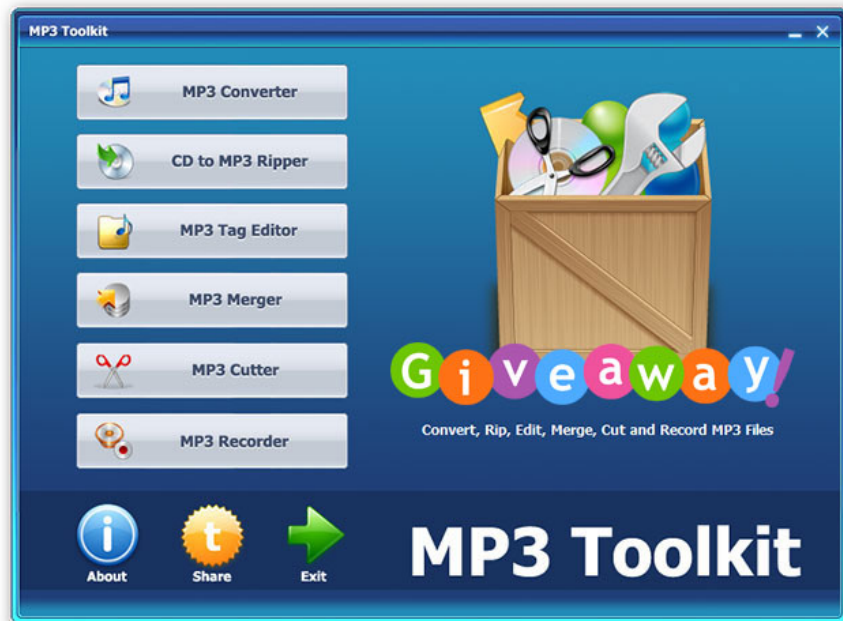 MP3 Toolkit
MP3 Converter
CD to MP3 Ripper
MP3 Tag Editor
MP3 Merger
MP3 Cutter
MP3 Recorder
Giveaway!
Convert, Rip, Edit, Merge, Cut and Record MP3 Files
i
t
About
Share
Exit
MP3 Toolkit